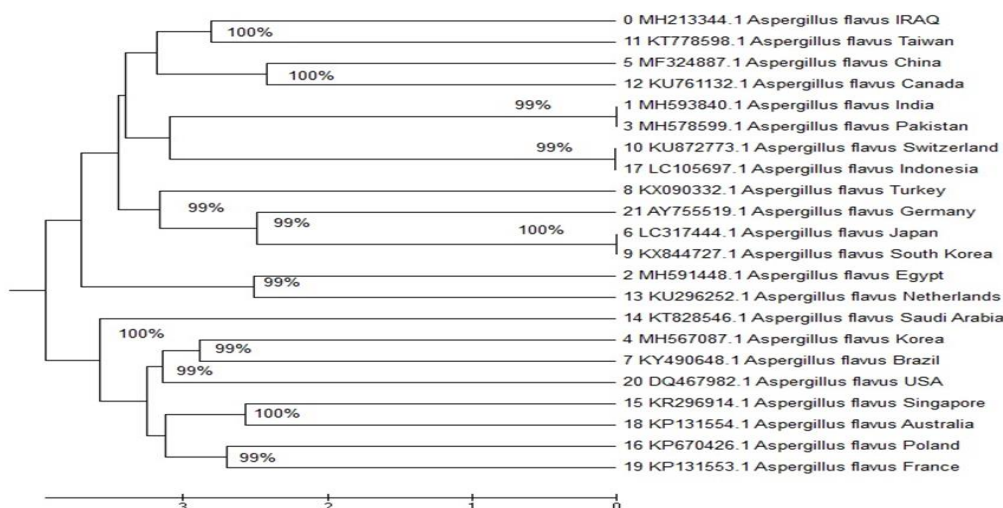 0 MH213344.1 Aspergillus flavus IRAQ
100%
11 KT778598.1 Aspergillus flavus Taiwan
5 MF324887.1 Aspergillus flavus China
100%
12 KU761132.1 Aspergillus flavus Canada
99%
1 MH593840.1 Aspergillus flavus India
3 MH578599.1 Aspergillus flavus Pakistan
99%
10 KU872773.1 Aspergillus flavus Switzerland
17 LC105697.1 Aspergillus flavus Indonesia
8 KX090332.1 Aspergillus flavus Turkey
99%
21 AY755519.1 Aspergillus flavus Germany
99%
100%
6 LC317444.1 Aspergillus flavus Japan
9 KX844727.1 Aspergillus flavus South Korea
2 MH591448.1 Aspergillus flavus Egypt
99%
13 KU296252.1 Aspergillus flavus Netherlands
14 KT828546.1 Aspergillus flavus Saudi Arabia
100%
4 MH567087.1 Aspergillus flavus Korea
99%
7 KY490648.1 Aspergillus flavus Brazil
99%
20 DQ467982.1 Aspergillus flavus USA
15 KR296914.1 Aspergillus flavus Singapore
100%
18 KP131554.1 Aspergillus flavus Australia
16 KP670426.1 Aspergillus flavus Poland
99%
19 KP131553.1 Aspergillus flavus France
3 2 1 0